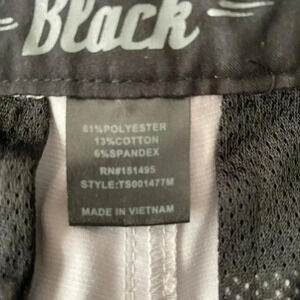 Black
81%POLYESTER
13%COTTON
6%SPANDEX
RN#151495
STYLE:TS001477M
MADE IN VIETNAM